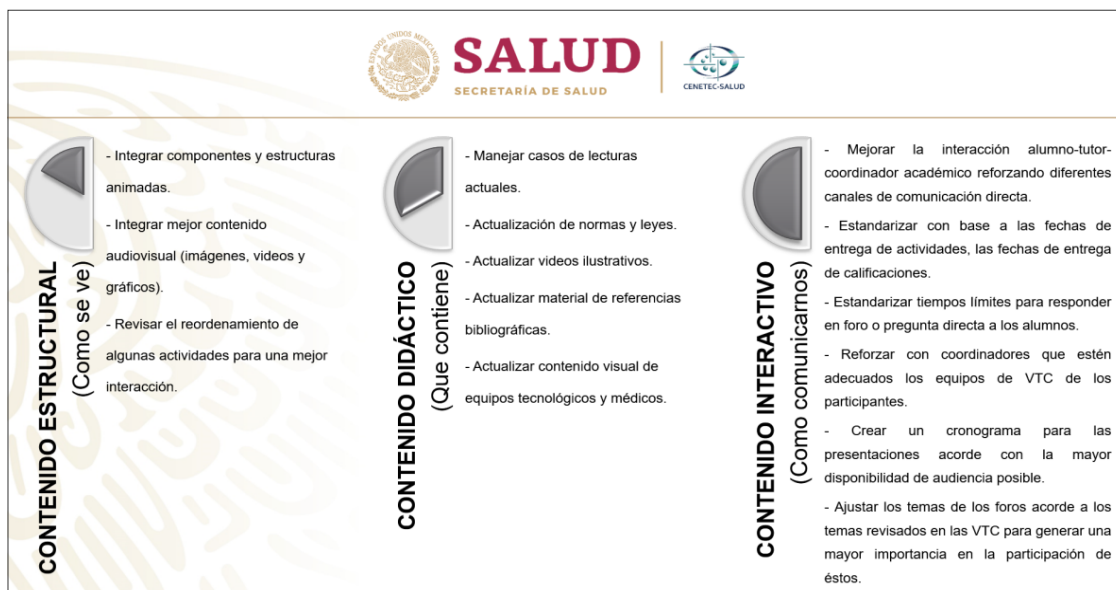 ESTADOS UNIDOS MEXICANOS
SALUD
SECRETARÍA DE SALUD
CENETEC-SALUD
CONTENIDO ESTRUCTURAL
(Como se ve)
- Integrar componentes y estructuras
animadas.
- Integrar mejor contenido
audiovisual (imágenes, videos y
gráficos).
- Revisar el reordenamiento de
algunas actividades para una mejor
interacción.
CONTENIDO DIDÁCTICO
(Que contiene)
- Manejar casos de lecturas
actuales.
- Actualización de normas y leyes.
- Actualizar videos ilustrativos.
- Actualizar material de referencias
bibliográficas.
- Actualizar contenido visual de
equipos tecnológicos y médicos.
CONTENIDO INTERACTIVO
(Como comunicarnos)
- Mejorar la interacción alumno-tutor-
coordinador académico reforzando diferentes
canales de comunicación directa.
- Estandarizar con base a las fechas de
entrega de actividades, las fechas de entrega
de calificaciones.
- Estandarizar tiempos límites para responder
en foro o pregunta directa a los alumnos.
- Reforzar con coordinadores que estén
adecuados los equipos de VTC de los
participantes.
- Crear un cronograma para las
presentaciones acorde con la mayor
disponibilidad de audiencia posible.
- Ajustar los temas de los foros acorde a los
temas revisados en las VTC para generar una
mayor importancia en la participación de
éstos.